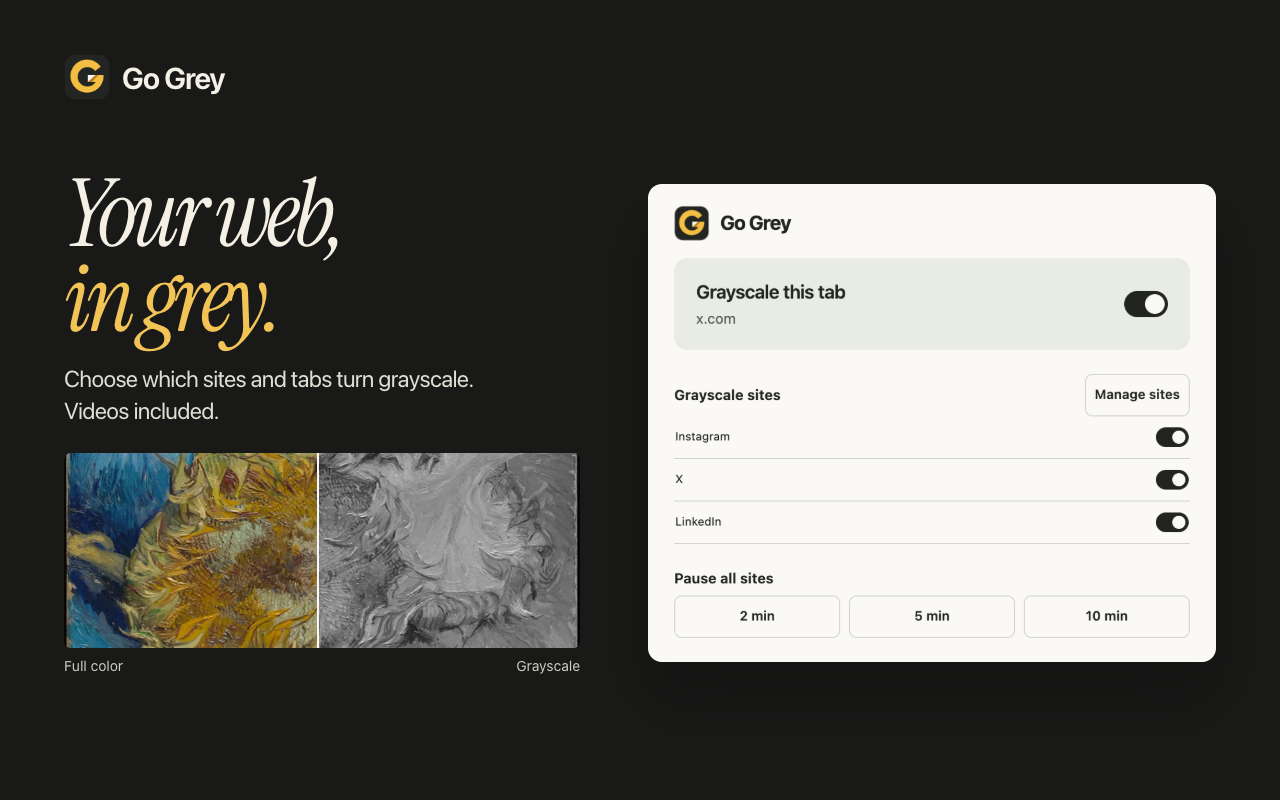 Go Grey
Your web,
in grey.
Choose which sites and tabs turn grayscale.
Videos included.
Full color
Grayscale
Go Grey
Grayscale this tab
x.com
Grayscale sites
Manage sites
Instagram
X
LinkedIn
Pause all sites
2 min
5 min
10 min